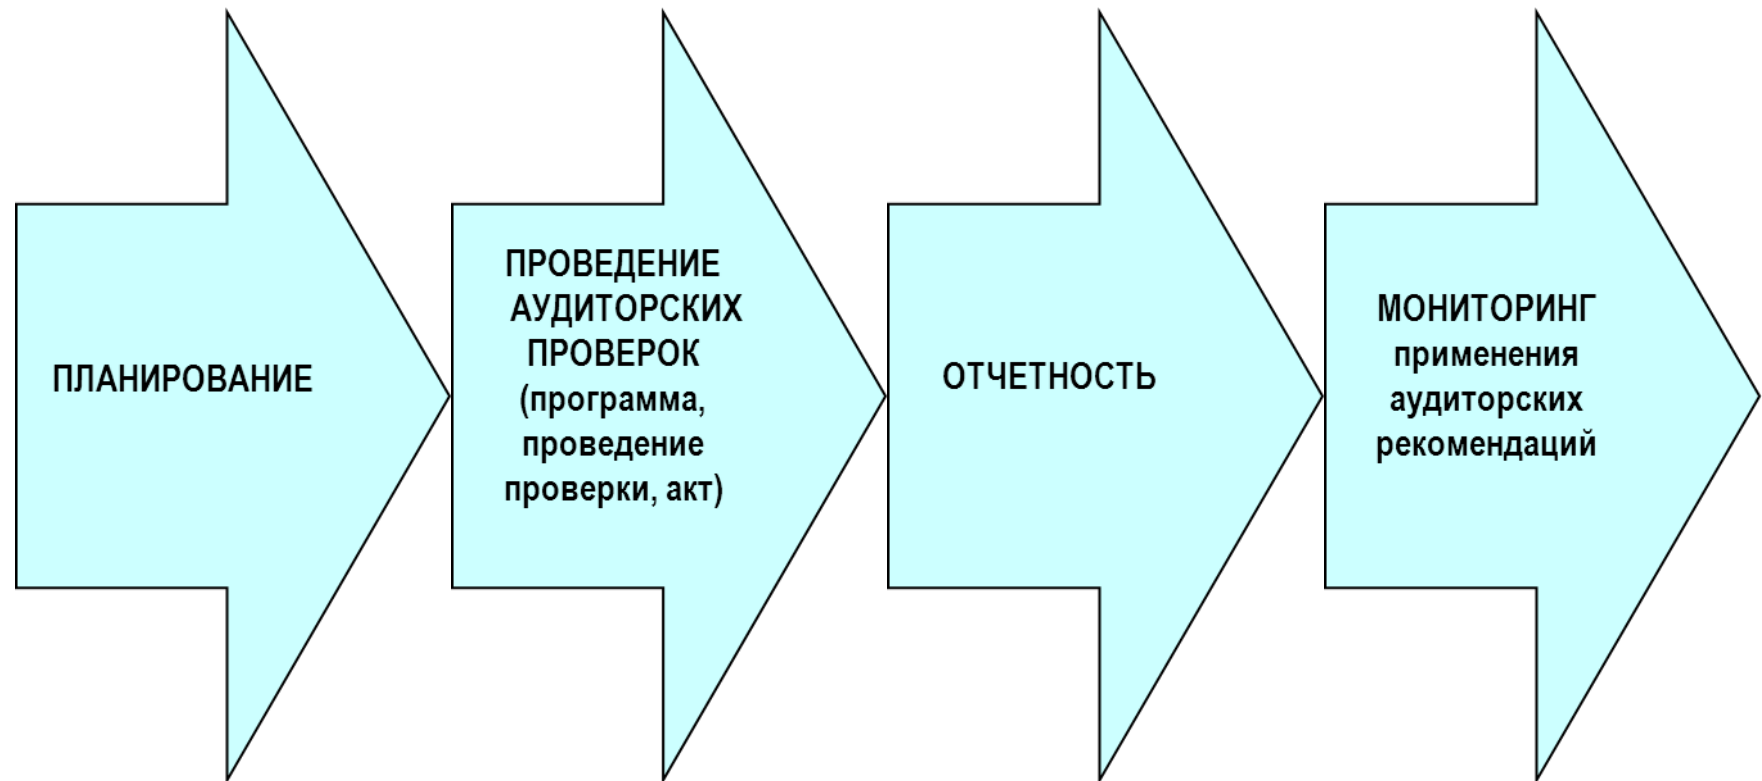 ПЛАНИРОВАНИЕ
ПРОВЕДЕНИЕ
АУДИТОРСКИХ
ПРОВЕРОК
(программа,
проведение
проверки, акт)
ОТЧЕТНОСТЬ
МОНИТОРИНГ
применения
аудиторских
рекомендаций